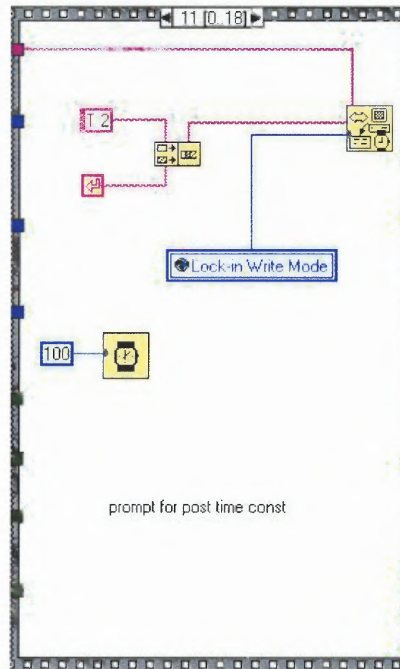 11 [0..18]
T 2
Lock-in Write Mode
100
prompt for post time const